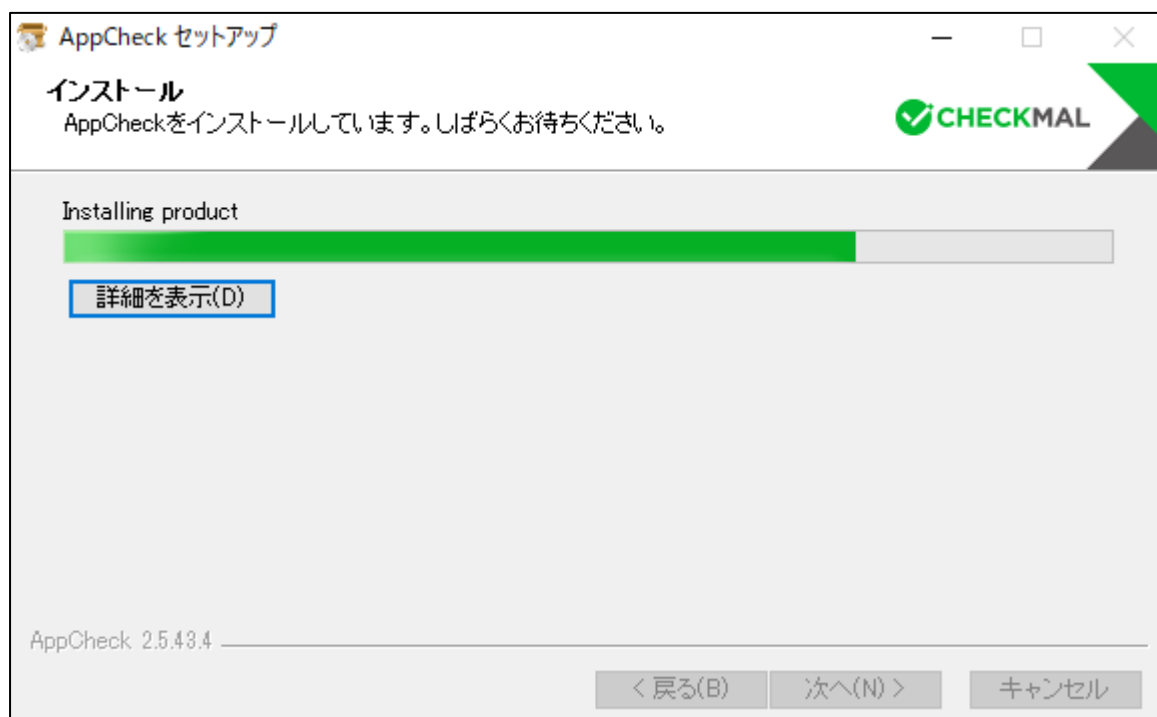 AppCheck セットアップ
インストール
AppCheckをインストールしています。しばらくお待ちください。
CHECKMAL
Installing product
詳細を表示(D)
AppCheck 2.5.43.4
< 戻る(B)
次へ(N) >
キャンセル